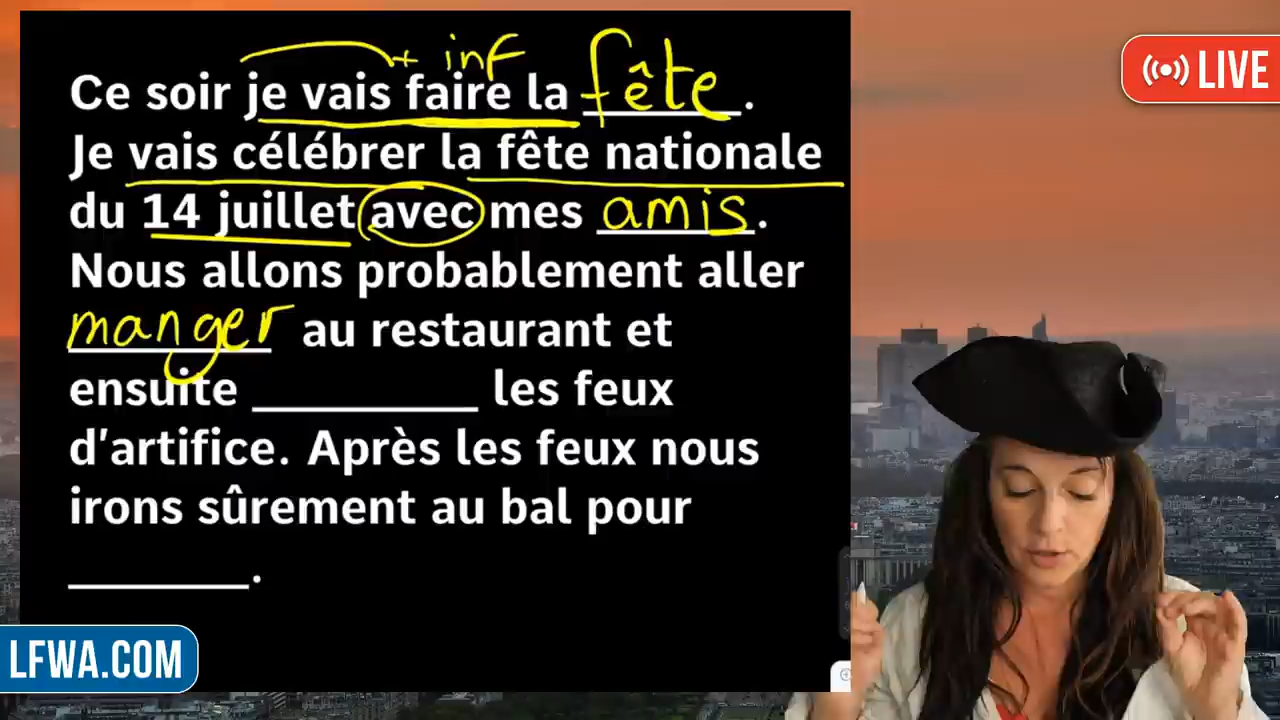 + inf
Ce soir je vais faire la fête.
Je vais célébrer la fête nationale
du 14 juillet avec mes amis.
Nous allons probablement aller
manger au restaurant et
ensuite __________ les feux
d'artifice. Après les feux nous
irons sûrement au bal pour
________.
LIVE
LFWA.COM